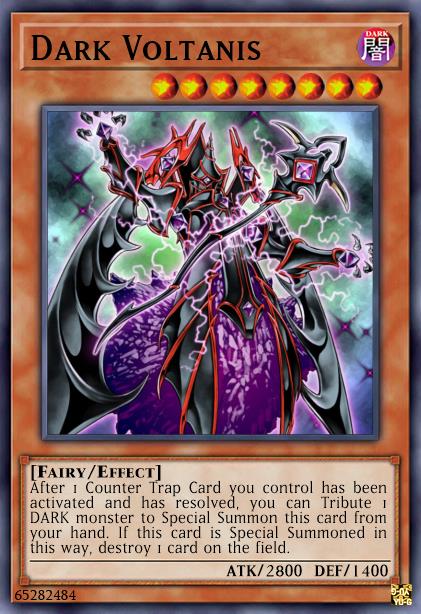 DARK VOLTANIS
DARK
闇
[FAIRY/EFFECT]
After 1 Counter Trap Card you control has been
activated and has resolved, you can Tribute 1
DARK monster to Special Summon this card from
your hand. If this card is Special Summoned in
this way, destroy 1 card on the field.
ATK/2800 DEF/1400
65282484